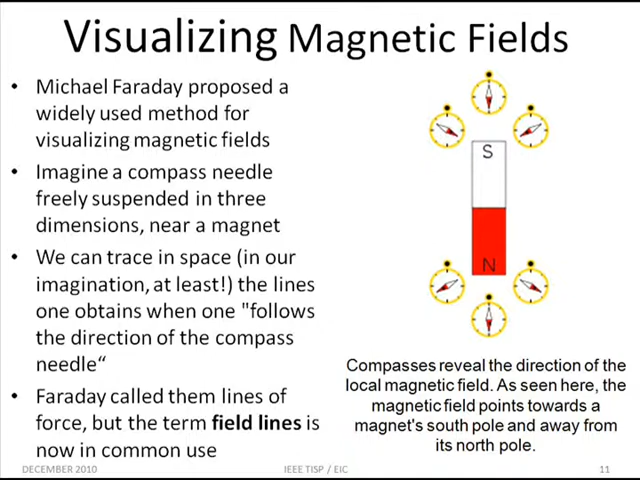 Visualizing Magnetic Fields
• Michael Faraday proposed a
widely used method for
visualizing magnetic fields
• Imagine a compass needle
freely suspended in three
dimensions, near a magnet
• We can trace in space (in our
imagination, at least!) the lines
one obtains when one "follows
the direction of the compass
needle“
• Faraday called them lines of
force, but the term field lines is
now in common use
S
N
Compasses reveal the direction of the
local magnetic field. As seen here, the
magnetic field points towards a
magnet's south pole and away from
its north pole.
DECEMBER 2010
IEEE TISP / EIC
11